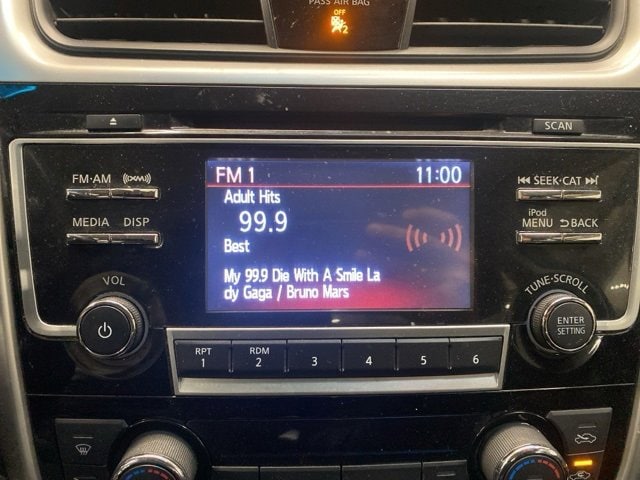 PASS AIR BAG
OFF
2
SCAN
FM·AM ((XM))
MEDIA DISP
VOL
FM 1 11:00
Adult Hits
99.9
Best
My 99.9 Die With A Smile La
dy Gaga / Bruno Mars
SEEK·CAT
iPod
MENU BACK
TUNE·SCROLL
ENTER
SETTING
RPT
1
RDM
2
3
4
5
6